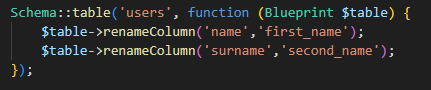 Schema::table('users', function (Blueprint $table) {
    $table->renameColumn('name','first_name');
    $table->renameColumn('surname','second_name');
});